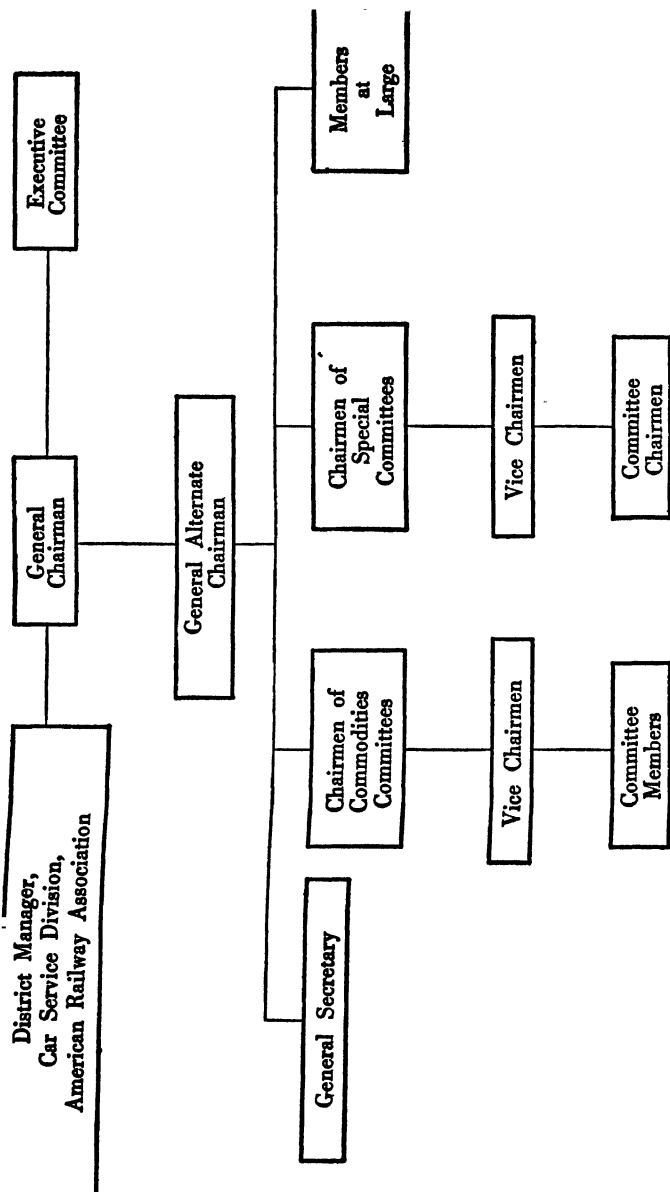 District Manager,
Car Service Division,
American Railway Association
General
Chairman
Executive
Committee
General Alternate
Chairman
General Secretary
Chairmen of
Commodities
Committees
Chairmen of
Special
Committees
Members
at
Large
Vice Chairmen
Vice Chairmen
Committee
Members
Committee
Chairmen